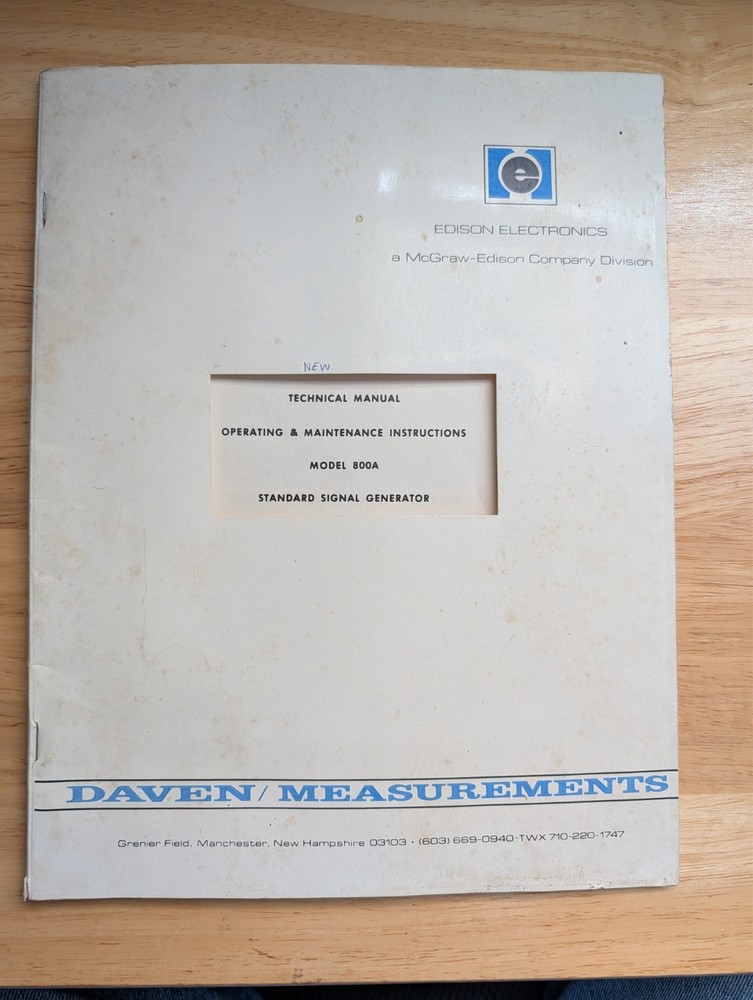 e
EDISON ELECTRONICS
a McGraw-Edison Company Division
NEW
TECHNICAL MANUAL
OPERATING & MAINTENANCE INSTRUCTIONS
MODEL 800A
STANDARD SIGNAL GENERATOR
DAVEN/MEASUREMENTS
Grenier Field, Manchester, New Hampshire 03103 · (603) 669-0940 · TWX 710-220-1747